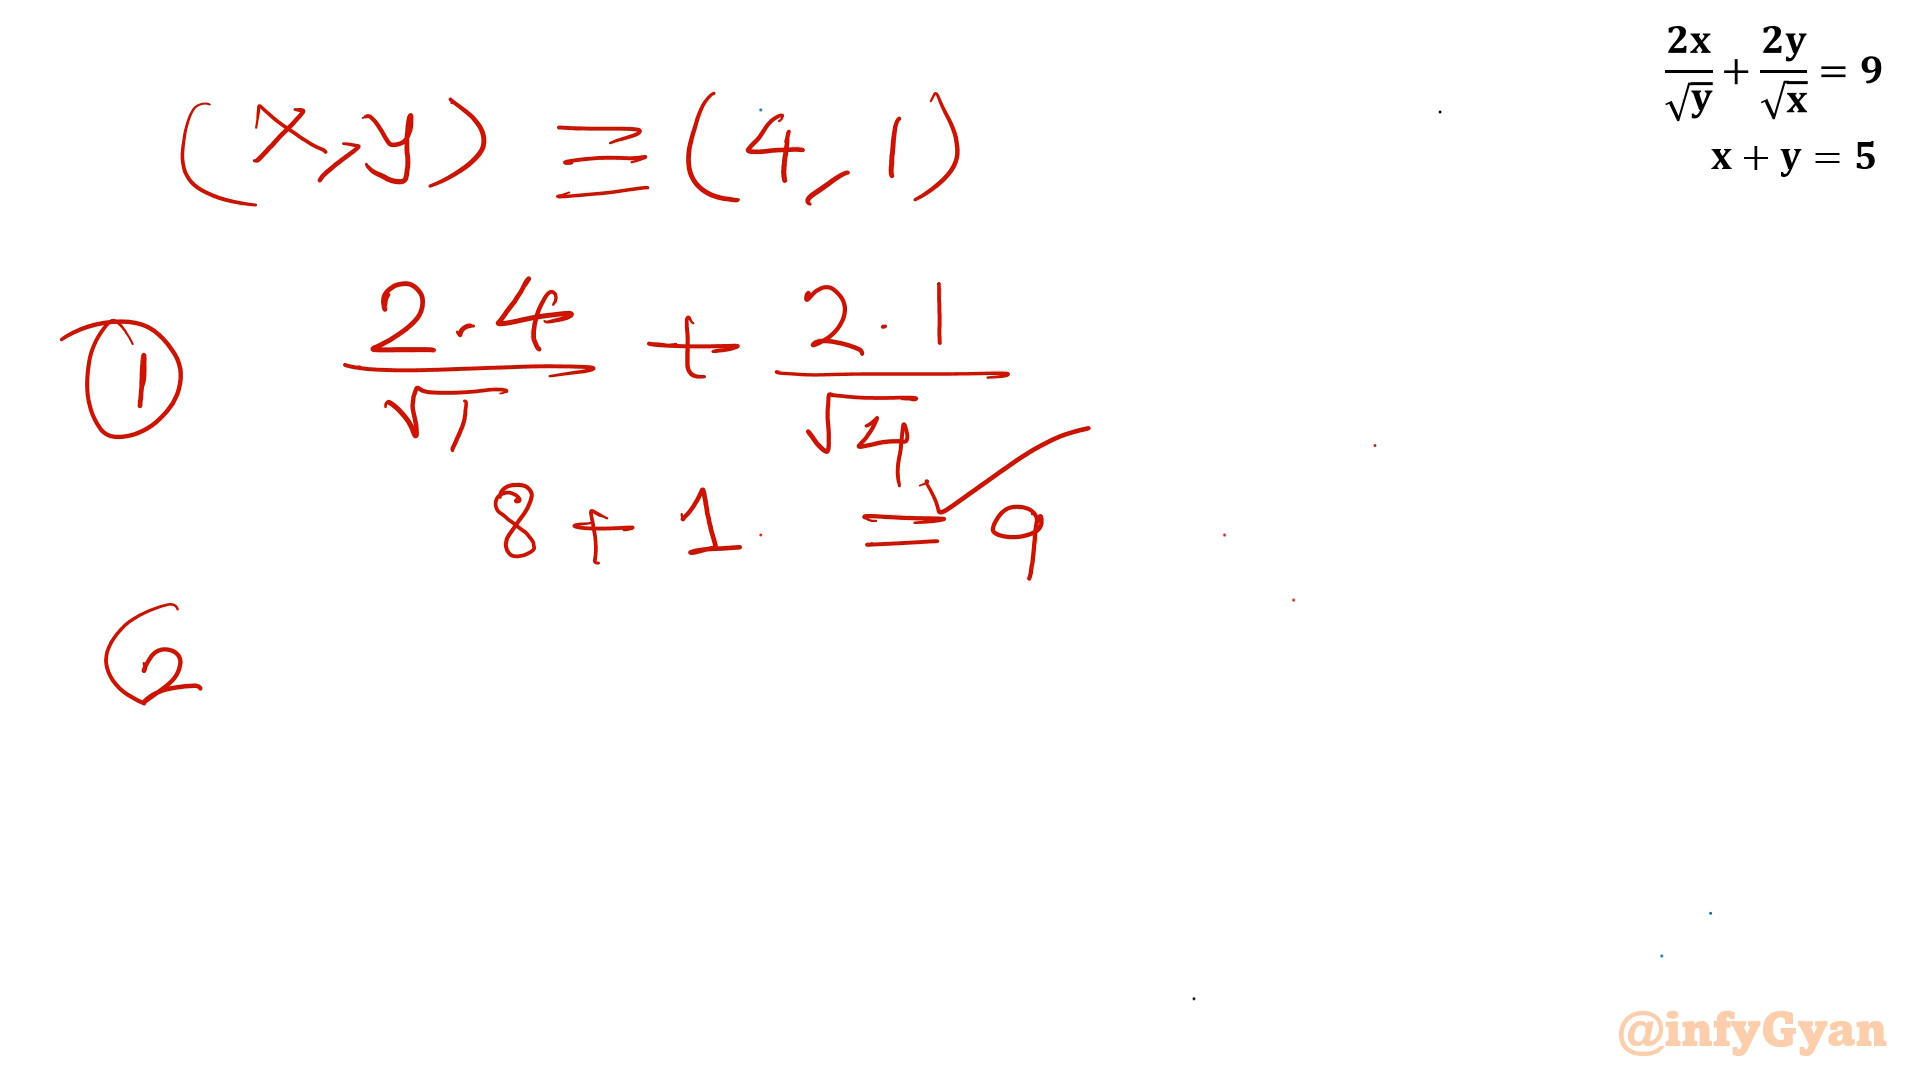 2x/√y + 2y/√x = 9
x + y = 5
(x, y) ≡ (4, 1)
① 2·4/√1 + 2·1/√4
8 + 1 = 9 ✓
②
@infyGyan